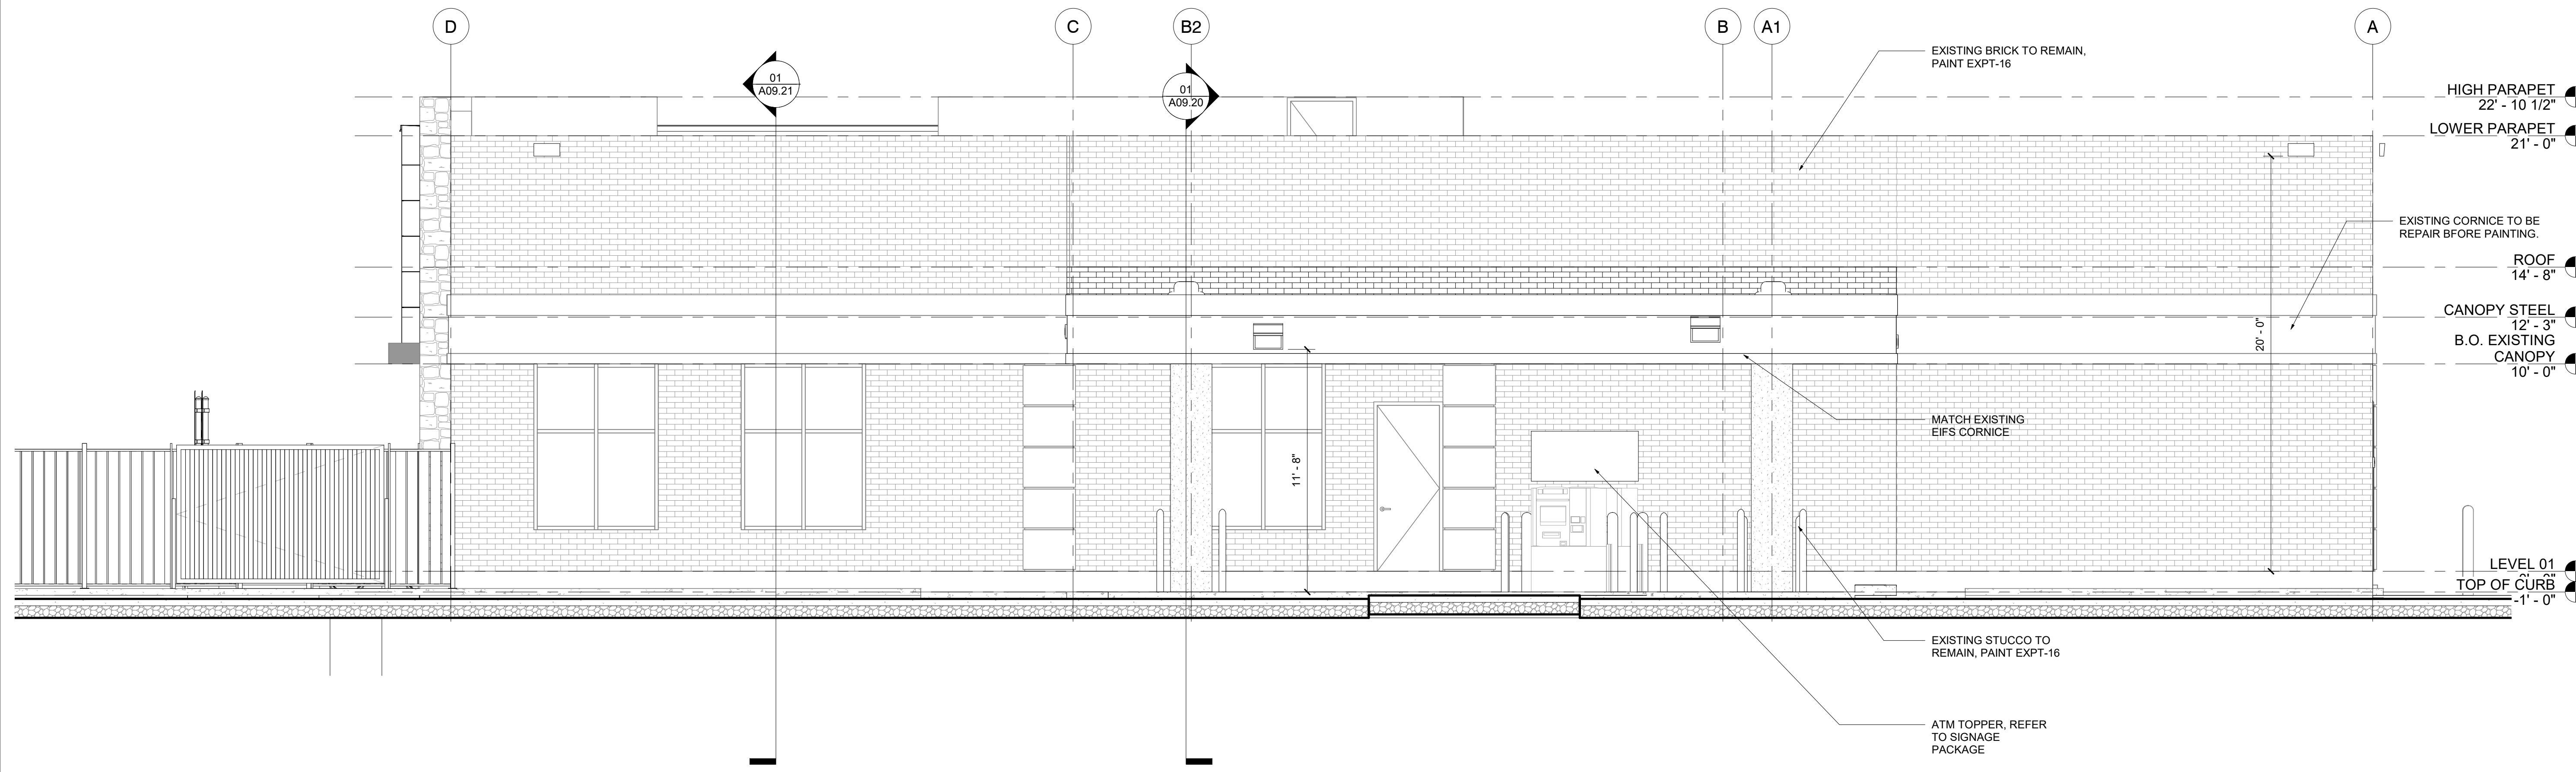 D
C
B2
B
A1
A
01
A09.21
01
A09.20
EXISTING BRICK TO REMAIN,
PAINT EXPT-16
HIGH PARAPET
22' - 10 1/2"
LOWER PARAPET
21' - 0"
EXISTING CORNICE TO BE
REPAIR BFORE PAINTING.
ROOF
14' - 8"
CANOPY STEEL
12' - 3"
B.O. EXISTING
CANOPY
10' - 0"
20' - 0"
11' - 8"
MATCH EXISTING
EIFS CORNICE
LEVEL 01
TOP OF CURB
-1' - 0"
EXISTING STUCCO TO
REMAIN, PAINT EXPT-16
ATM TOPPER, REFER
TO SIGNAGE
PACKAGE